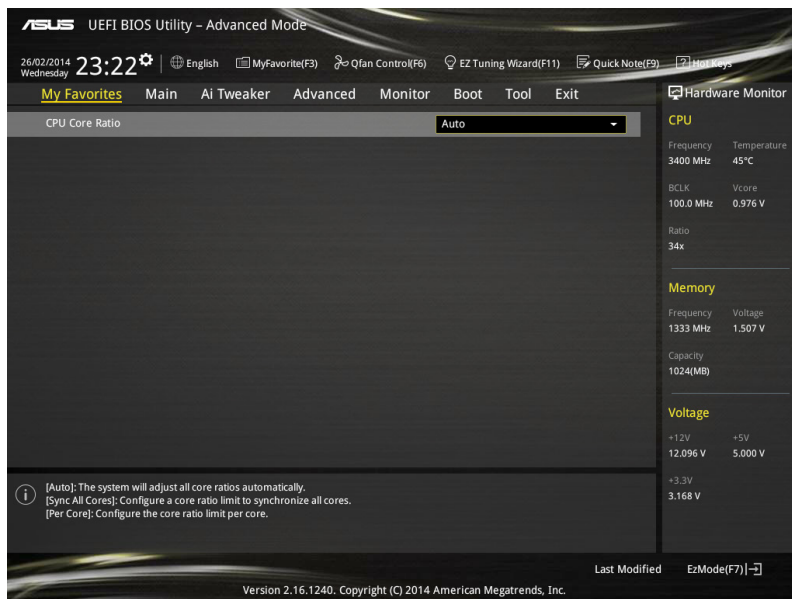 ASUS UEFI BIOS Utility – Advanced Mode
26/02/2014 Wednesday 23:22 English MyFavorite(F3) Qfan Control(F6) EZ Tuning Wizard(F11) Quick Note(F9) Hot Keys
My Favorites Main Ai Tweaker Advanced Monitor Boot Tool Exit
CPU Core Ratio Auto
[Auto]: The system will adjust all core ratios automatically.
[Sync All Cores]: Configure a core ratio limit to synchronize all cores.
[Per Core]: Configure the core ratio limit per core.
Hardware Monitor
CPU
Frequency Temperature
3400 MHz 45°C
BCLK Vcore
100.0 MHz 0.976 V
Ratio
34x
Memory
Frequency Voltage
1333 MHz 1.507 V
Capacity
1024(MB)
Voltage
+12V +5V
12.096 V 5.000 V
+3.3V
3.168 V
Last Modified EzMode(F7)
Version 2.16.1240. Copyright (C) 2014 American Megatrends, Inc.